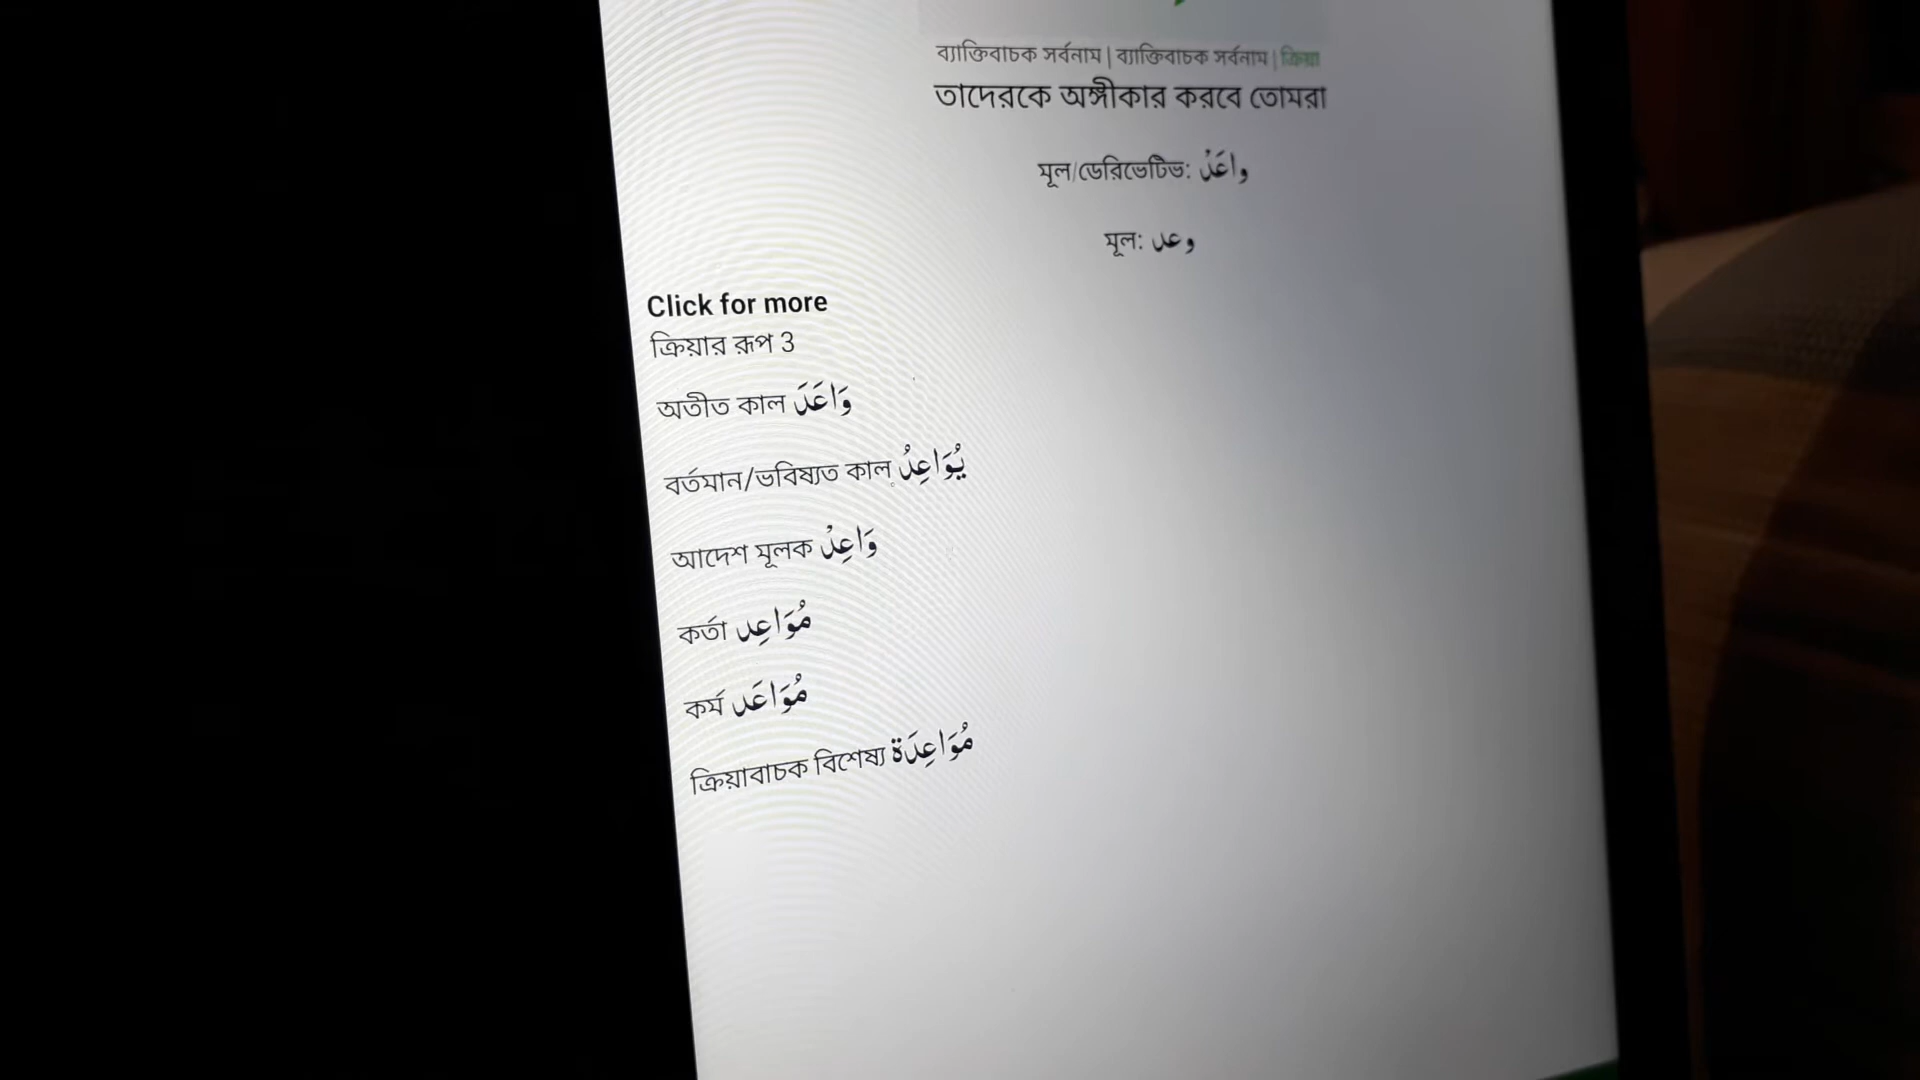 ব্যাক্তিবাচক সর্বনাম | ব্যাক্তিবাচক সর্বনাম | ক্রিয়া
তাদেরকে অঙ্গীকার করবে তোমরা
মূল/ডেরিভেটিভ: واعَدْ
মূল: وعد
Click for more
ক্রিয়ার রূপ 3
অতীত কাল وَاعَدَ
বর্তমান/ভবিষ্যত কাল يُوَاعِدُ
আদেশ মূলক وَاعِدْ
কর্তা مُوَاعِد
কর্ম مُوَاعَد
ক্রিয়াবাচক বিশেষ্য مُوَاعِدَة